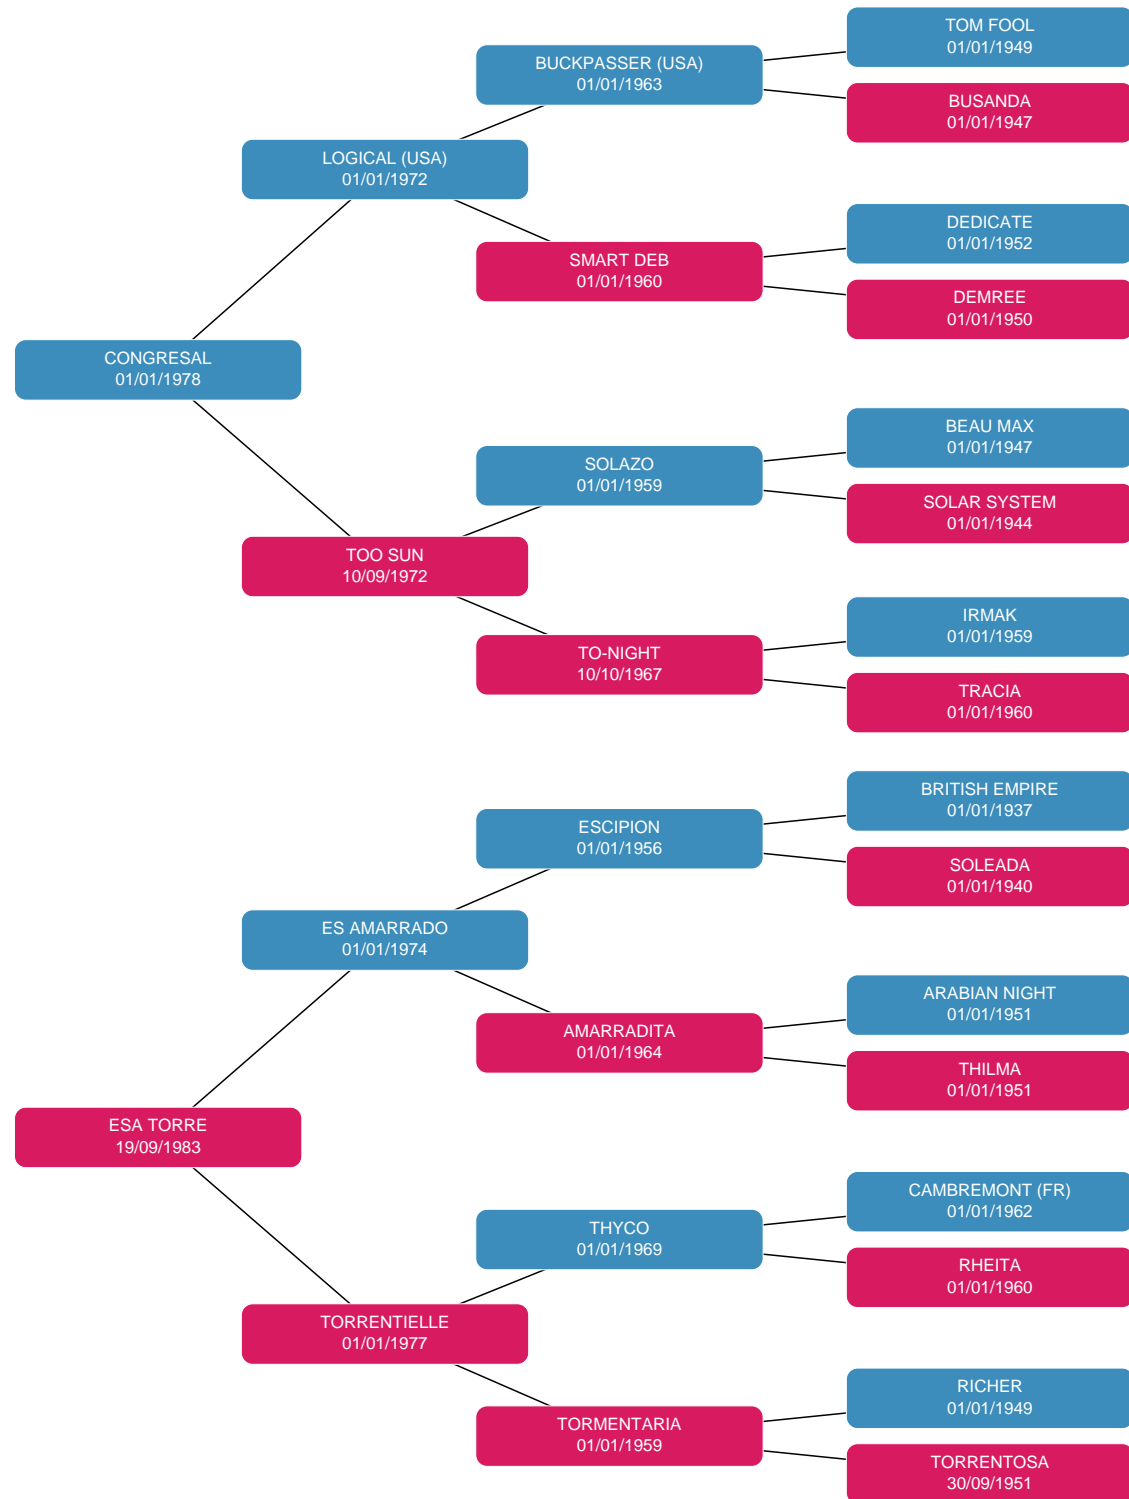 TOM FOOL
01/01/1949
BUCKPASSER (USA)
01/01/1963
BUSANDA
01/01/1947
LOGICAL (USA)
01/01/1972
DEDICATE
01/01/1952
SMART DEB
01/01/1960
DEMREE
01/01/1950
CONGRESAL
01/01/1978
BEAU MAX
01/01/1947
SOLAZO
01/01/1959
SOLAR SYSTEM
01/01/1944
TOO SUN
10/09/1972
IRMAK
01/01/1959
TO-NIGHT
10/10/1967
TRACIA
01/01/1960
BRITISH EMPIRE
01/01/1937
ESCIPION
01/01/1956
SOLEADA
01/01/1940
ES AMARRADO
01/01/1974
ARABIAN NIGHT
01/01/1951
AMARRADITA
01/01/1964
THILMA
01/01/1951
ESA TORRE
19/09/1983
CAMBREMONT (FR)
01/01/1962
THYCO
01/01/1969
RHEITA
01/01/1960
TORRENTIELLE
01/01/1977
RICHER
01/01/1949
TORMENTARIA
01/01/1959
TORRENTOSA
30/09/1951